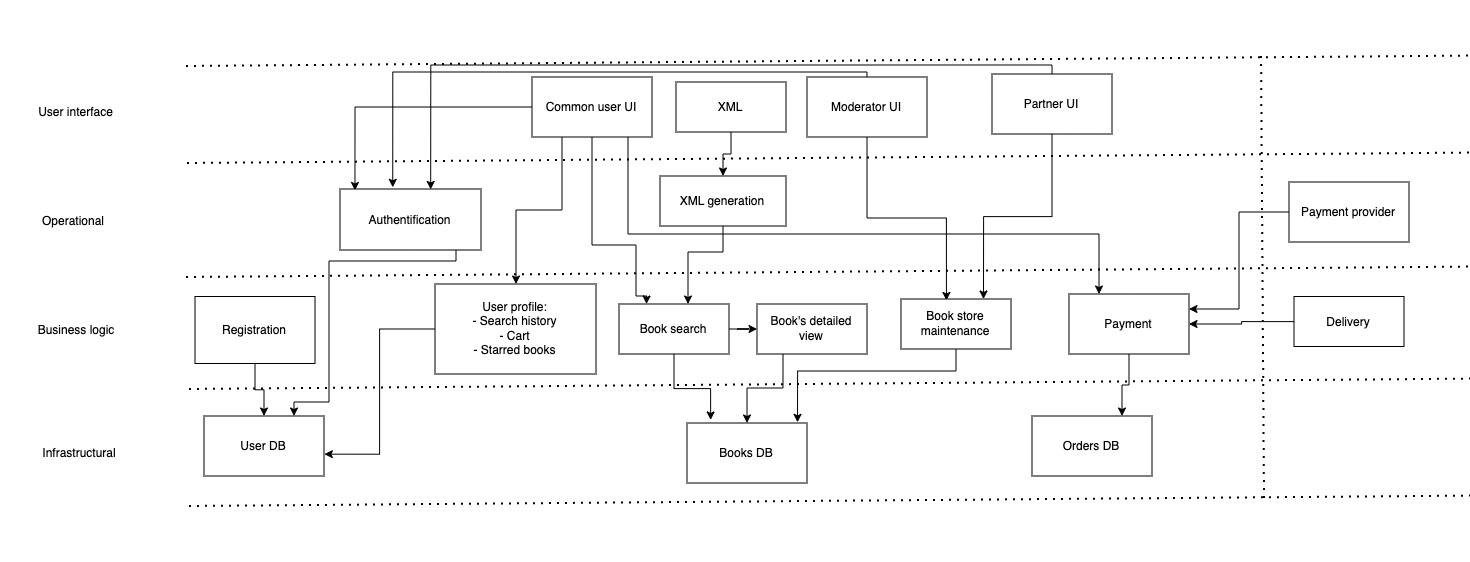 User interface
Common user UI
XML
Moderator UI
Partner UI
Operational
Authentification
XML generation
Payment provider
Business logic
Registration
User profile:
- Search history
- Cart
- Starred books
Book search
Book's detailed
view
Book store
maintenance
Payment
Delivery
Infrastructural
User DB
Books DB
Orders DB